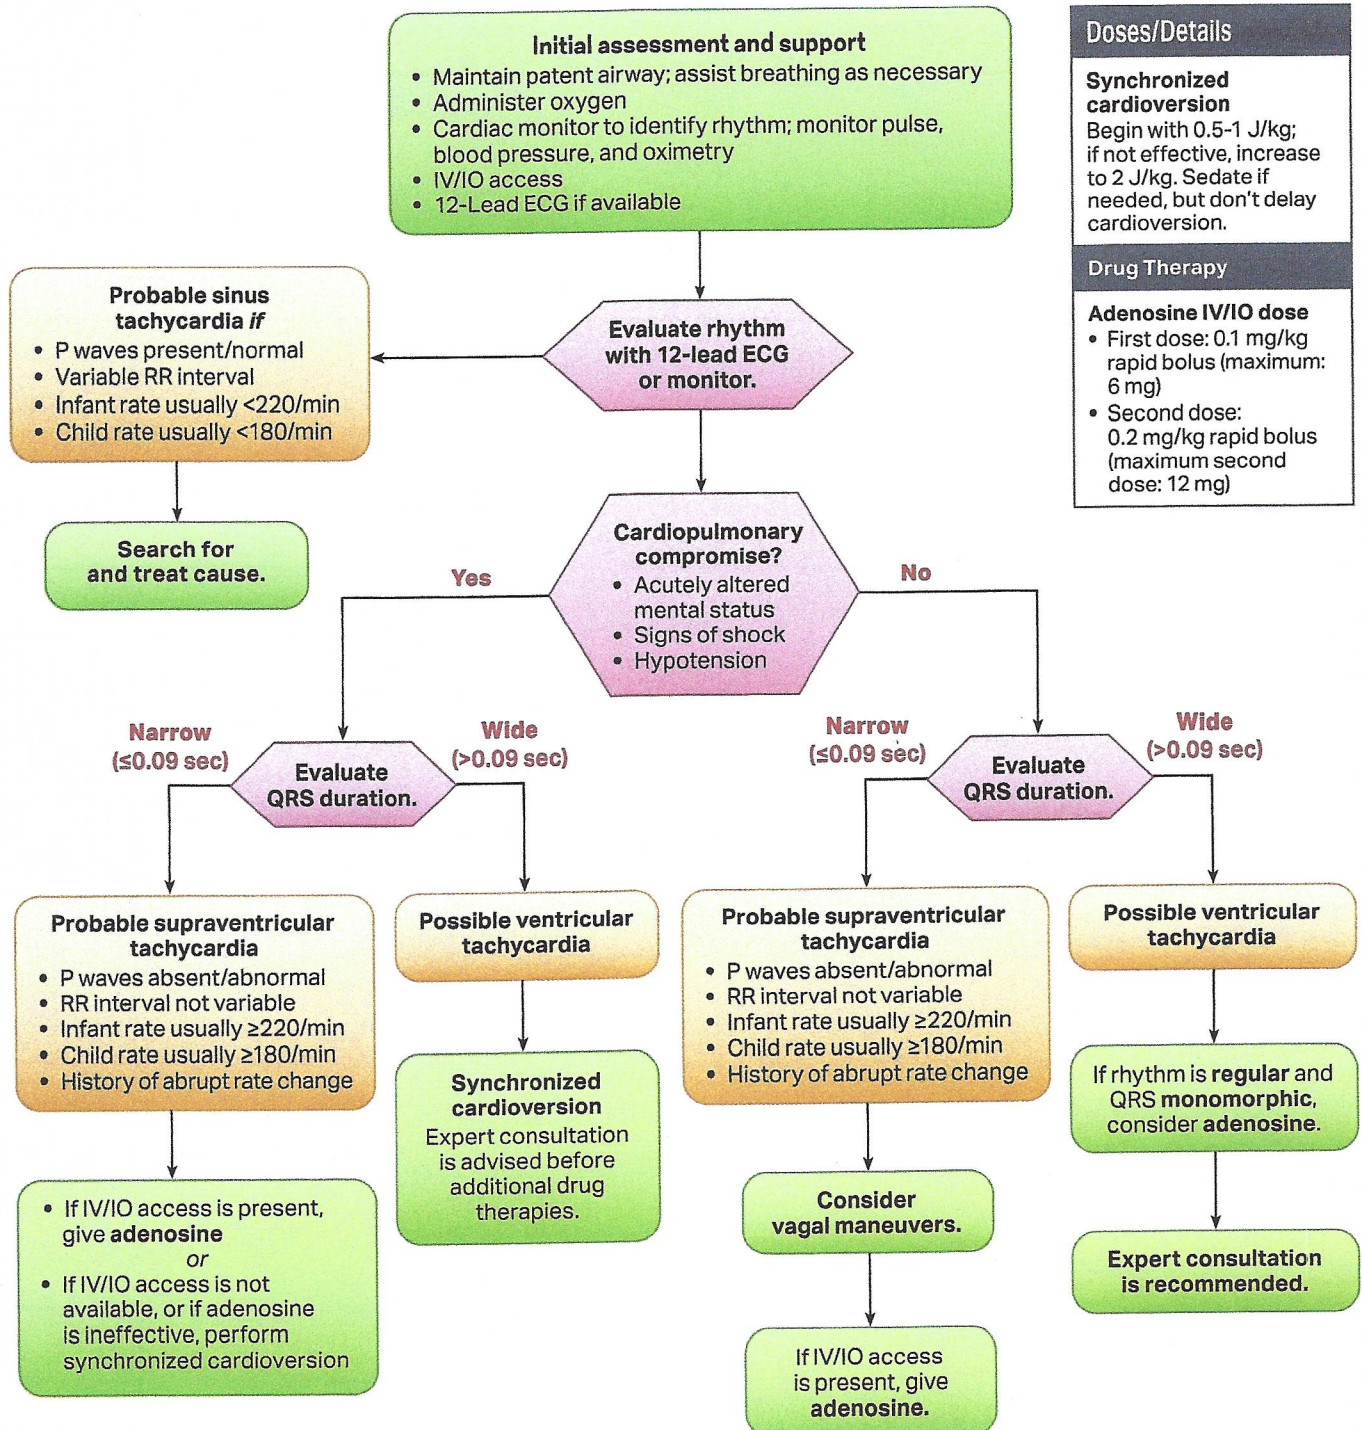 Initial assessment and support
• Maintain patent airway; assist breathing as necessary
• Administer oxygen
• Cardiac monitor to identify rhythm; monitor pulse,
blood pressure, and oximetry
• IV/IO access
• 12-Lead ECG if available
Doses/Details
Synchronized
cardioversion
Begin with 0.5-1 J/kg;
if not effective, increase
to 2 J/kg. Sedate if
needed, but don't delay
cardioversion.
Drug Therapy
Adenosine IV/IO dose
• First dose: 0.1 mg/kg
rapid bolus (maximum:
6 mg)
• Second dose:
0.2 mg/kg rapid bolus
(maximum second
dose: 12 mg)
Probable sinus
tachycardia if
• P waves present/normal
• Variable RR interval
• Infant rate usually <220/min
• Child rate usually <180/min
Evaluate rhythm
with 12-lead ECG
or monitor.
Search for
and treat cause.
Cardiopulmonary
compromise?
• Acutely altered
mental status
• Signs of shock
• Hypotension
Yes
No
Narrow
(≤0.09 sec)
Wide
(>0.09 sec)
Evaluate
QRS duration.
Narrow
(≤0.09 sec)
Wide
(>0.09 sec)
Evaluate
QRS duration.
Probable supraventricular
tachycardia
• P waves absent/abnormal
• RR interval not variable
• Infant rate usually ≥220/min
• Child rate usually ≥180/min
• History of abrupt rate change
Possible ventricular
tachycardia
Probable supraventricular
tachycardia
• P waves absent/abnormal
• RR interval not variable
• Infant rate usually ≥220/min
• Child rate usually ≥180/min
• History of abrupt rate change
Possible ventricular
tachycardia
• If IV/IO access is present,
give adenosine
or
• If IV/IO access is not
available, or if adenosine
is ineffective, perform
synchronized cardioversion
Synchronized
cardioversion
Expert consultation
is advised before
additional drug
therapies.
Consider
vagal maneuvers.
If IV/IO access
is present, give
adenosine.
If rhythm is regular and
QRS monomorphic,
consider adenosine.
Expert consultation
is recommended.